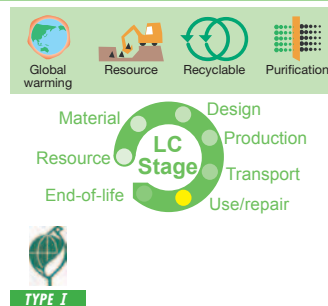 Global warming
Resource
Recyclable
Purification
Material
Design
Production
LC Stage
Resource
Transport
End-of-life
Use/repair
TYPE I